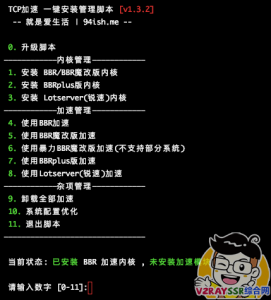 TCP加速 一键安装管理脚本 [v1.3.2]
-- 就是爱生活 | 94ish.me --
0. 升级脚本
内核管理
1. 安装 BBR/BBR魔改版内核
2. 安装 BBRplus版内核
3. 安装 Lotserver(锐速)内核
加速管理
4. 使用BBR加速
5. 使用BBR魔改版加速
6. 使用暴力BBR魔改版加速(不支持部分系统)
7. 使用BBRplus版加速
8. 使用Lotserver(锐速)加速
杂项管理
9. 卸载全部加速
10. 系统配置优化
11. 退出脚本
当前状态: 已安装 BBR 加速内核 , 未安装加速模块
请输入数字 [0-11]:
V2RAYSSR综合网